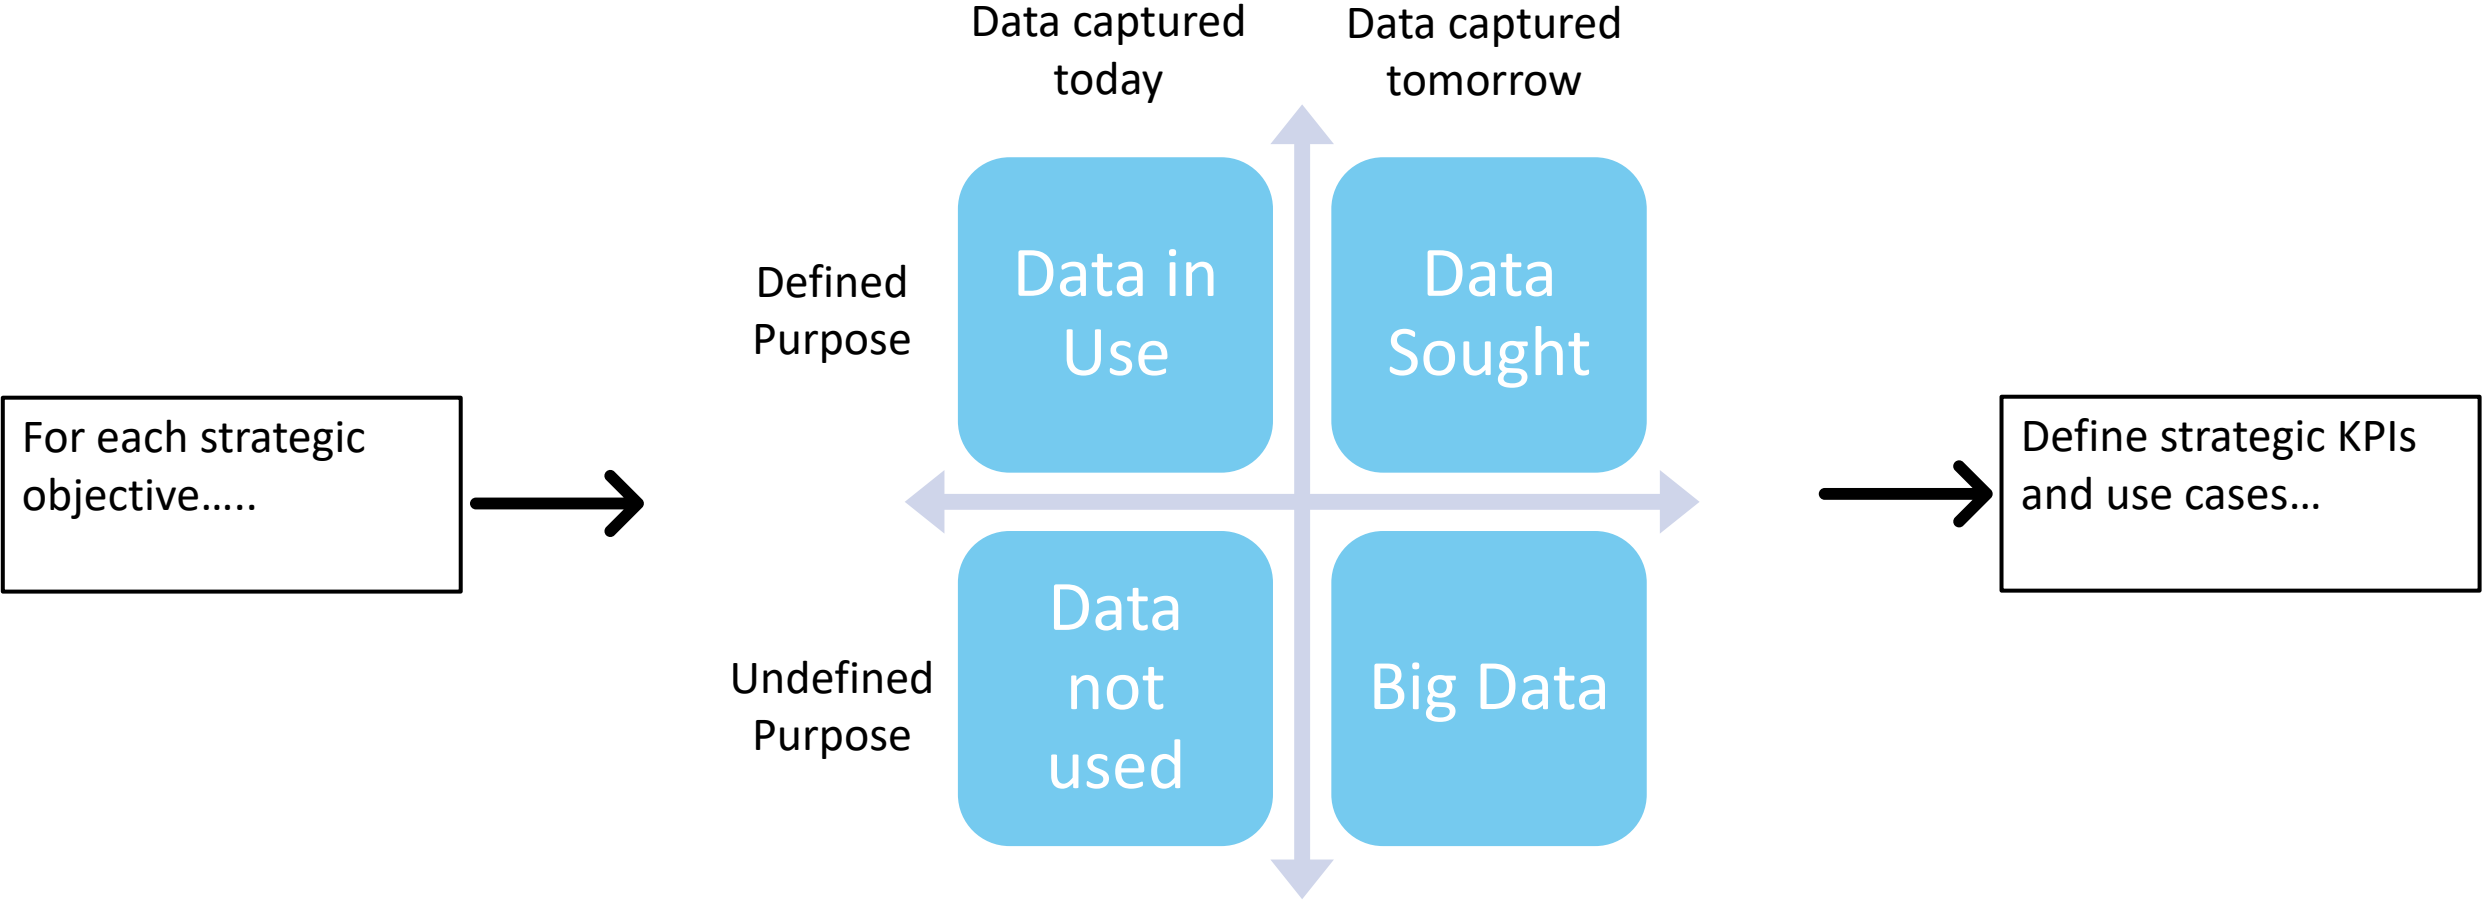 Data captured
today
Data captured
tomorrow
Defined
Purpose
Data in
Use
Data
Sought
For each strategic
objective.....
Define strategic KPIs
and use cases...
Undefined
Purpose
Data
not
used
Big Data